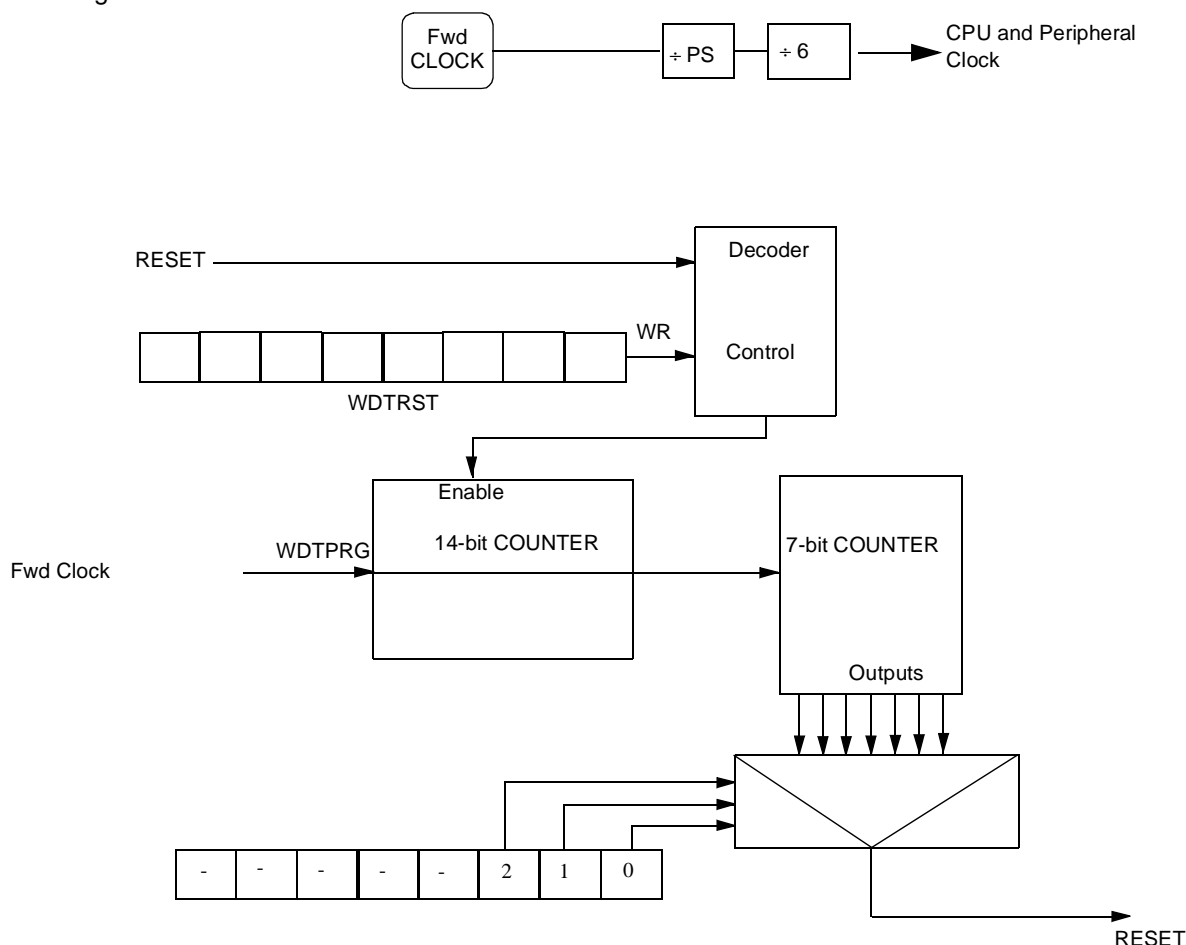 Fwd
CLOCK
÷ PS
÷ 6
CPU and Peripheral
Clock
RESET
Decoder
WR
Control
WDTRST
Enable
WDTPRG
14-bit COUNTER
7-bit COUNTER
Fwd Clock
Outputs
- - - - - 2 1 0
RESET